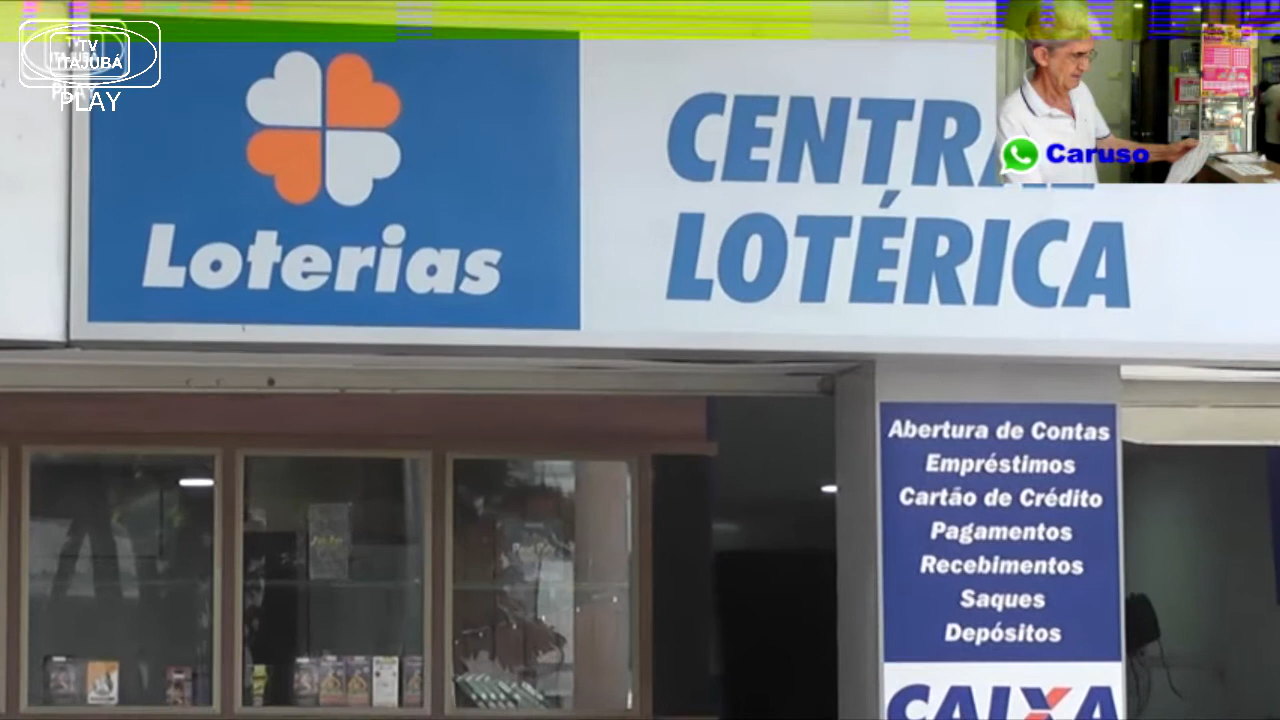 TV
ITAJUBÁ
PLAY
Loterias
CENTRAL
LOTÉRICA
Caruso
Abertura de Contas
Empréstimos
Cartão de Crédito
Pagamentos
Recebimentos
Saques
Depósitos
CAIXA